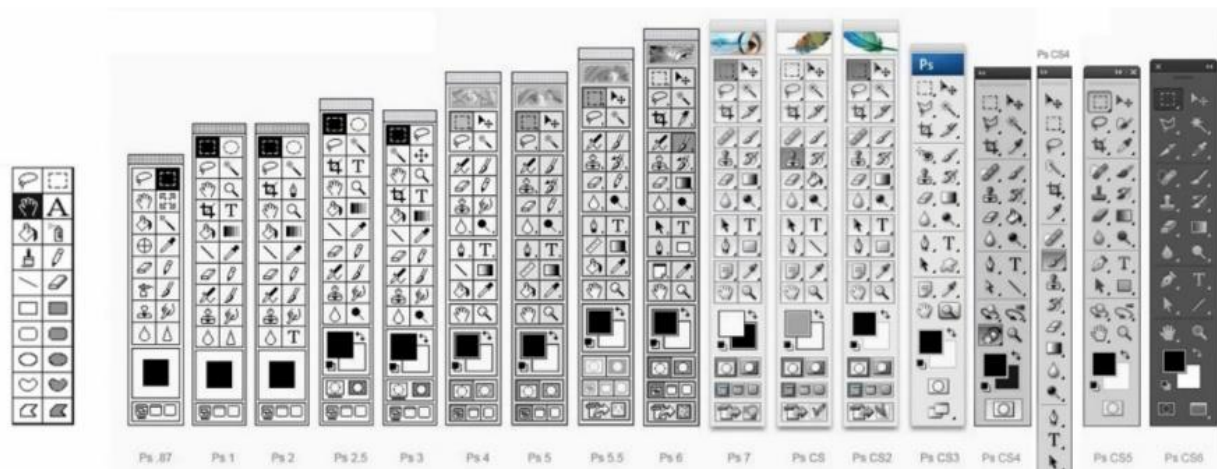 Ps CS4
Ps
Ps .87
Ps 1
Ps 2
Ps 2.5
Ps 3
Ps 4
Ps 5
Ps 5.5
Ps 6
Ps 7
Ps CS
Ps CS2
Ps CS3
Ps CS4
Ps CS5
Ps CS6